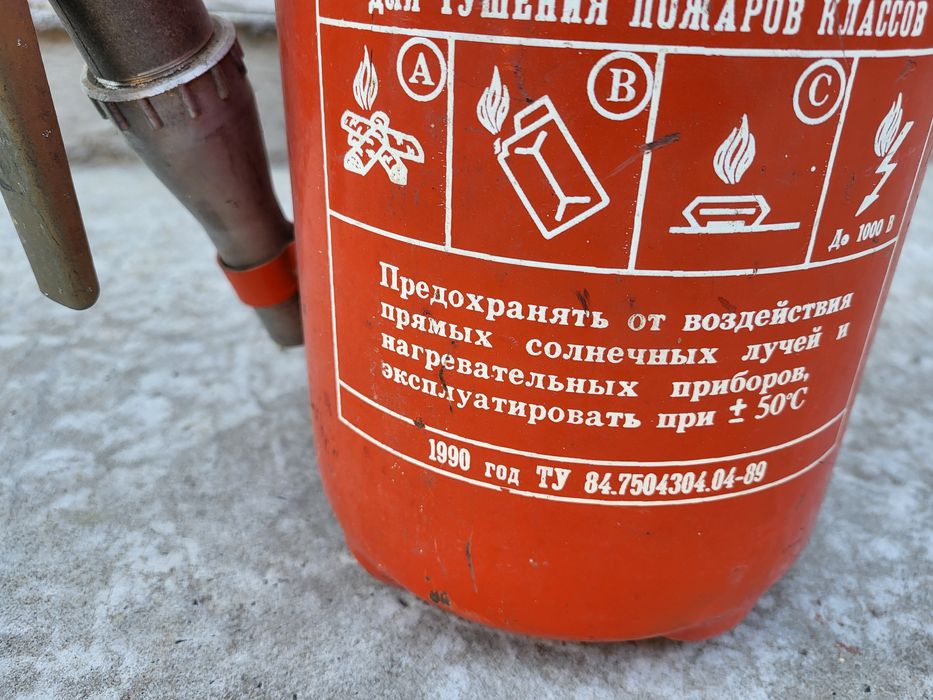 ДЛЯ ТУШЕНИЯ ПОЖАРОВ КЛАССОВ
A
B
C
До 1000 В
Предохранять от воздействия
прямых солнечных лучей и
нагревательных приборов,
эксплуатировать при ± 50°С
1990 год ТУ 84.7504304.04-89